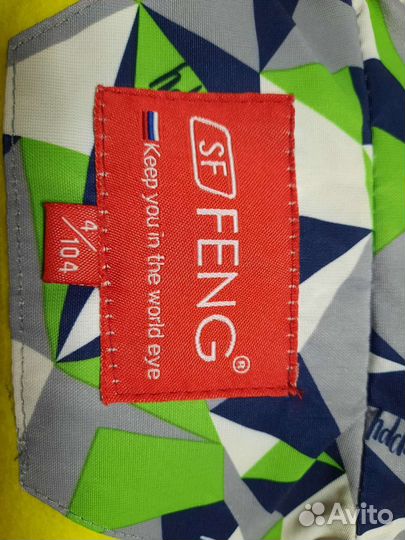 SF FENG®
Keep you in the world eye
4/104
Avito